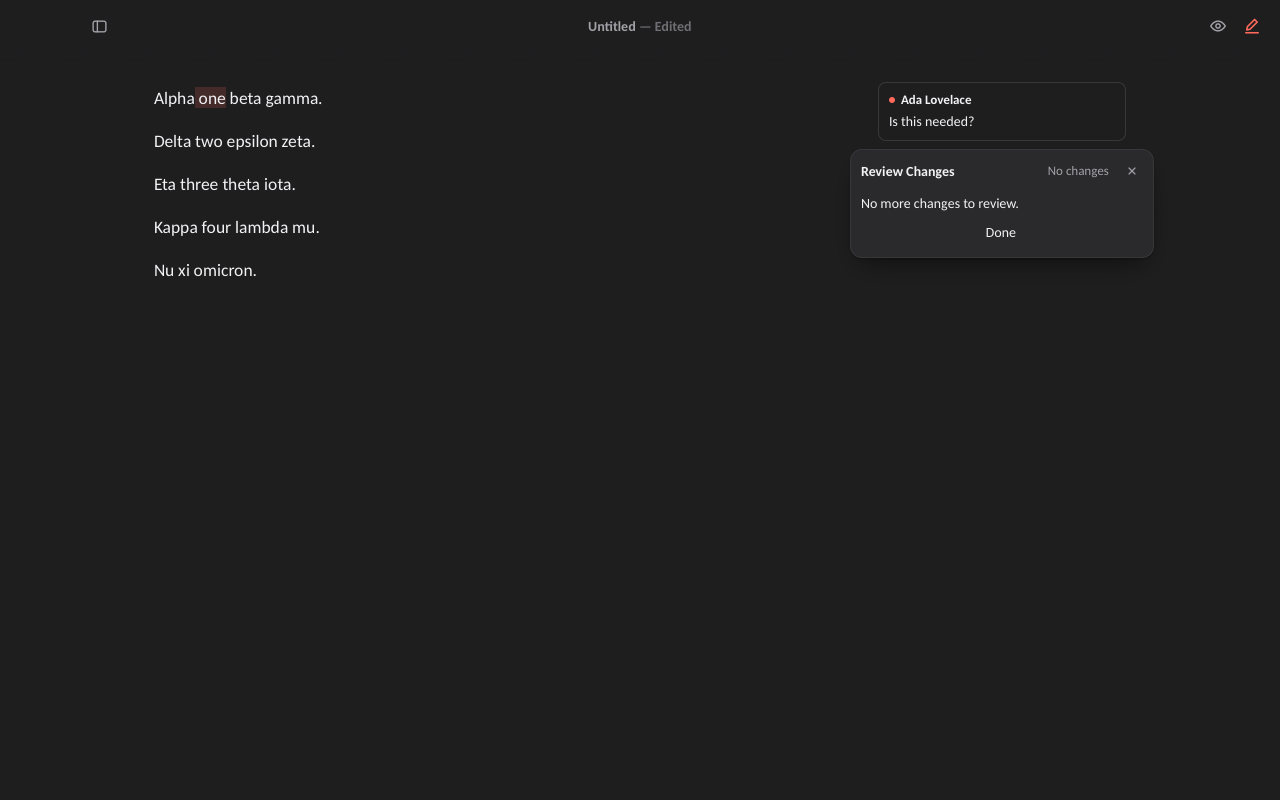 Untitled — Edited
Alpha one beta gamma.
Delta two epsilon zeta.
Eta three theta iota.
Kappa four lambda mu.
Nu xi omicron.
Ada Lovelace
Is this needed?
Review Changes No changes
No more changes to review.
Done